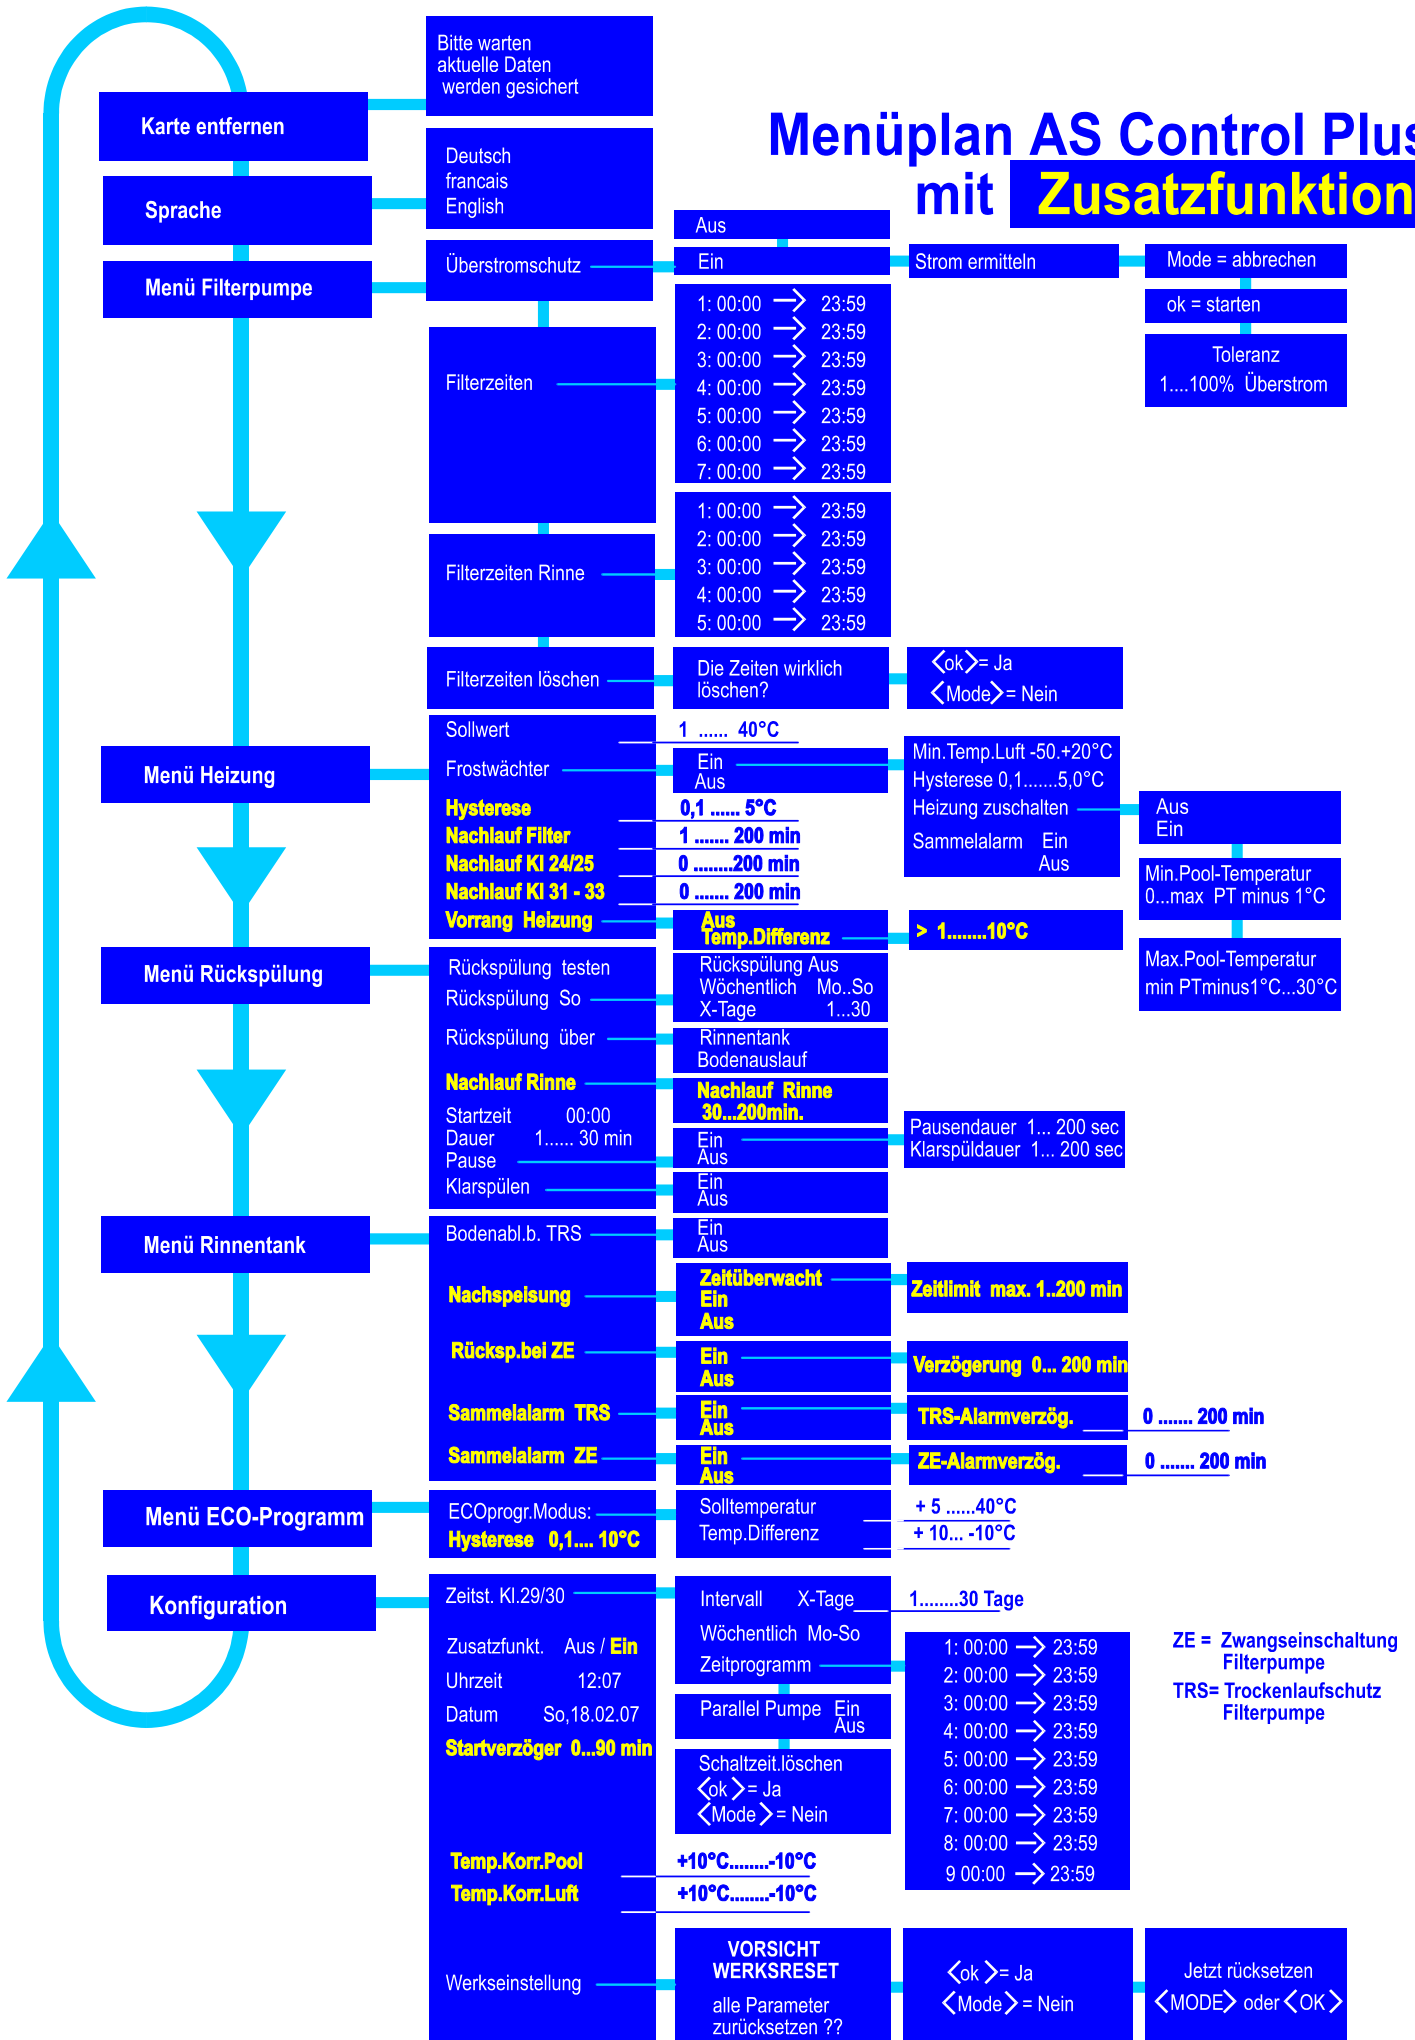 Menüplan AS Control Plus
mit Zusatzfunktion
Karte entfernen
Bitte warten
aktuelle Daten
werden gesichert
Sprache
Deutsch
francais
English
Menü Filterpumpe
Überstromschutz
Aus
Ein
Strom ermitteln
Mode = abbrechen
ok = starten
Toleranz
1....100% Überstrom
Filterzeiten
1: 00:00 → 23:59
2: 00:00 → 23:59
3: 00:00 → 23:59
4: 00:00 → 23:59
5: 00:00 → 23:59
6: 00:00 → 23:59
7: 00:00 → 23:59
Filterzeiten Rinne
1: 00:00 → 23:59
2: 00:00 → 23:59
3: 00:00 → 23:59
4: 00:00 → 23:59
5: 00:00 → 23:59
Filterzeiten löschen
Die Zeiten wirklich
löschen?
<ok>= Ja
<Mode>= Nein
Menü Heizung
Sollwert 1 ...... 40°C
Frostwächter
Ein
Aus
Min.Temp.Luft -50.+20°C
Hysterese 0,1.......5,0°C
Heizung zuschalten
Sammelalarm Ein
Aus
Aus
Ein
Min.Pool-Temperatur
0...max PT minus 1°C
Max.Pool-Temperatur
min PTminus1°C...30°C
Hysterese 0,1 ...... 5°C
Nachlauf Filter 1 ....... 200 min
Nachlauf Kl 24/25 0 ........200 min
Nachlauf Kl 31 - 33 0 ....... 200 min
Vorrang Heizung
Aus
Temp.Differenz
> 1........10°C
Menü Rückspülung
Rückspülung testen
Rückspülung So
Rückspülung Aus
Wöchentlich Mo..So
X-Tage 1...30
Rückspülung über
Rinnentank
Bodenauslauf
Nachlauf Rinne
Nachlauf Rinne
30...200min.
Startzeit 00:00
Dauer 1...... 30 min
Pause
Ein
Aus
Pausendauer 1... 200 sec
Klarspüldauer 1... 200 sec
Klarspülen
Ein
Aus
Menü Rinnentank
Bodenabl.b. TRS
Ein
Aus
Nachspeisung
Zeitüberwacht
Ein
Aus
Zeitlimit max. 1..200 min
Rücksp.bei ZE
Ein
Aus
Verzögerung 0... 200 min
Sammelalarm TRS
Ein
Aus
TRS-Alarmverzög. 0 ....... 200 min
Sammelalarm ZE
Ein
Aus
ZE-Alarmverzög. 0 ....... 200 min
Menü ECO-Programm
ECOprogr.Modus:
Hysterese 0,1.... 10°C
Solltemperatur + 5 ......40°C
Temp.Differenz + 10... -10°C
Konfiguration
Zeitst. Kl.29/30
Intervall X-Tage 1........30 Tage
Wöchentlich Mo-So
Zeitprogramm
1: 00:00 → 23:59
2: 00:00 → 23:59
3: 00:00 → 23:59
4: 00:00 → 23:59
5: 00:00 → 23:59
6: 00:00 → 23:59
7: 00:00 → 23:59
8: 00:00 → 23:59
9 00:00 → 23:59
Parallel Pumpe Ein
Aus
Schaltzeit.löschen
<ok >= Ja
<Mode >= Nein
Zusatzfunkt. Aus / Ein
Uhrzeit 12:07
Datum So,18.02.07
Startverzöger 0...90 min
Temp.Korr.Pool +10°C........-10°C
Temp.Korr.Luft +10°C........-10°C
Werkseinstellung
VORSICHT
WERKSRESET
alle Parameter
zurücksetzen ??
<ok >= Ja
<Mode > = Nein
Jetzt rücksetzen
<MODE> oder <OK >
ZE = Zwangseinschaltung
Filterpumpe
TRS= Trockenlaufschutz
Filterpumpe